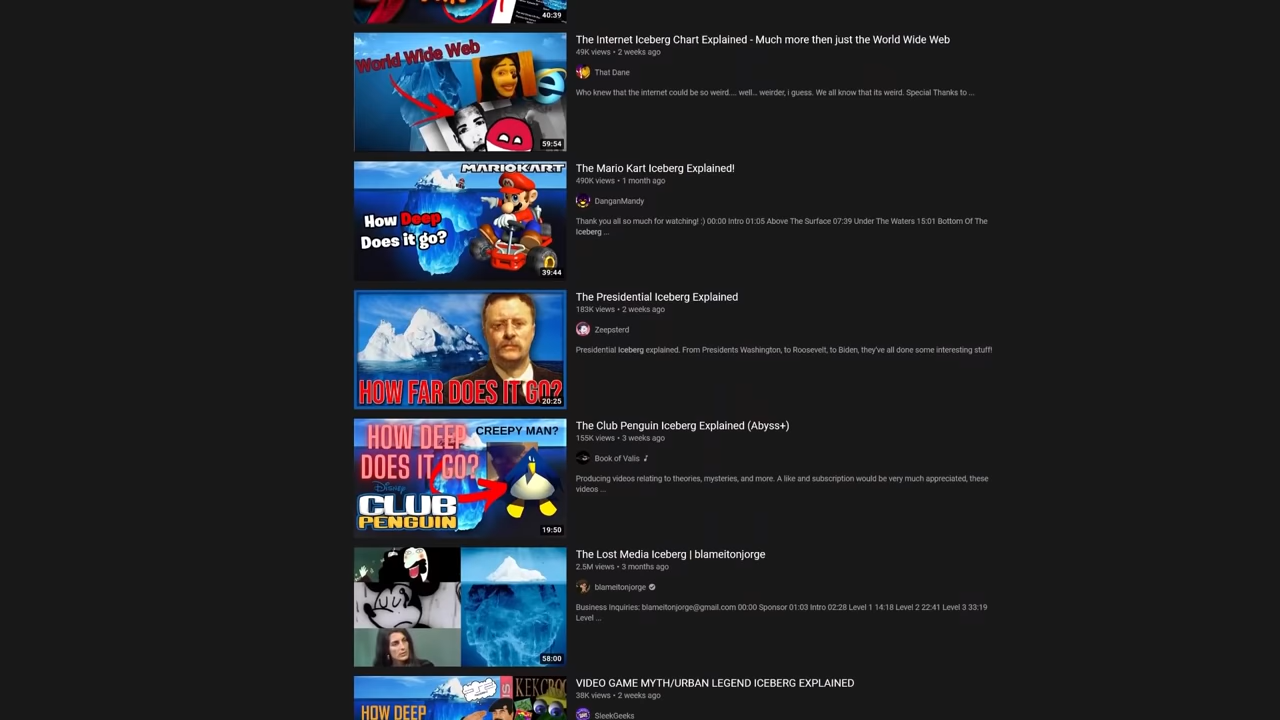 40:39
World Wide Web
59:54
The Internet Iceberg Chart Explained - Much more then just the World Wide Web
49K views • 2 weeks ago
That Dane
Who knew that the internet could be so weird.... well... weirder, i guess. We all know that its weird. Special Thanks to ...
MARIOKART
How Deep
Does it go?
39:44
The Mario Kart Iceberg Explained!
490K views • 1 month ago
DanganMandy
Thank you all so much for watching! :) 00:00 Intro 01:05 Above The Surface 07:39 Under The Waters 15:01 Bottom Of The
Iceberg ...
HOW FAR DOES IT GO?
20:25
The Presidential Iceberg Explained
183K views • 2 weeks ago
Zeepsterd
Presidential Iceberg explained. From Presidents Washington, to Roosevelt, to Biden, they've all done some interesting stuff!
HOW DEEP
DOES IT GO?
CREEPY MAN?
Disney
CLUB
PENGUIN
19:50
The Club Penguin Iceberg Explained (Abyss+)
155K views • 3 weeks ago
Book of Valis
Producing videos relating to theories, mysteries, and more. A like and subscription would be very much appreciated, these
videos ...
58:00
The Lost Media Iceberg | blameitonjorge
2.5M views • 3 months ago
blameitonjorge
Business Inquiries: blameitonjorge@gmail.com 00:00 Sponsor 01:03 Intro 02:28 Level 1 14:18 Level 2 22:41 Level 3 33:19
Level ...
HOW DEEP
VIDEO GAME MYTH/URBAN LEGEND ICEBERG EXPLAINED
38K views • 2 weeks ago
SleekGeeks